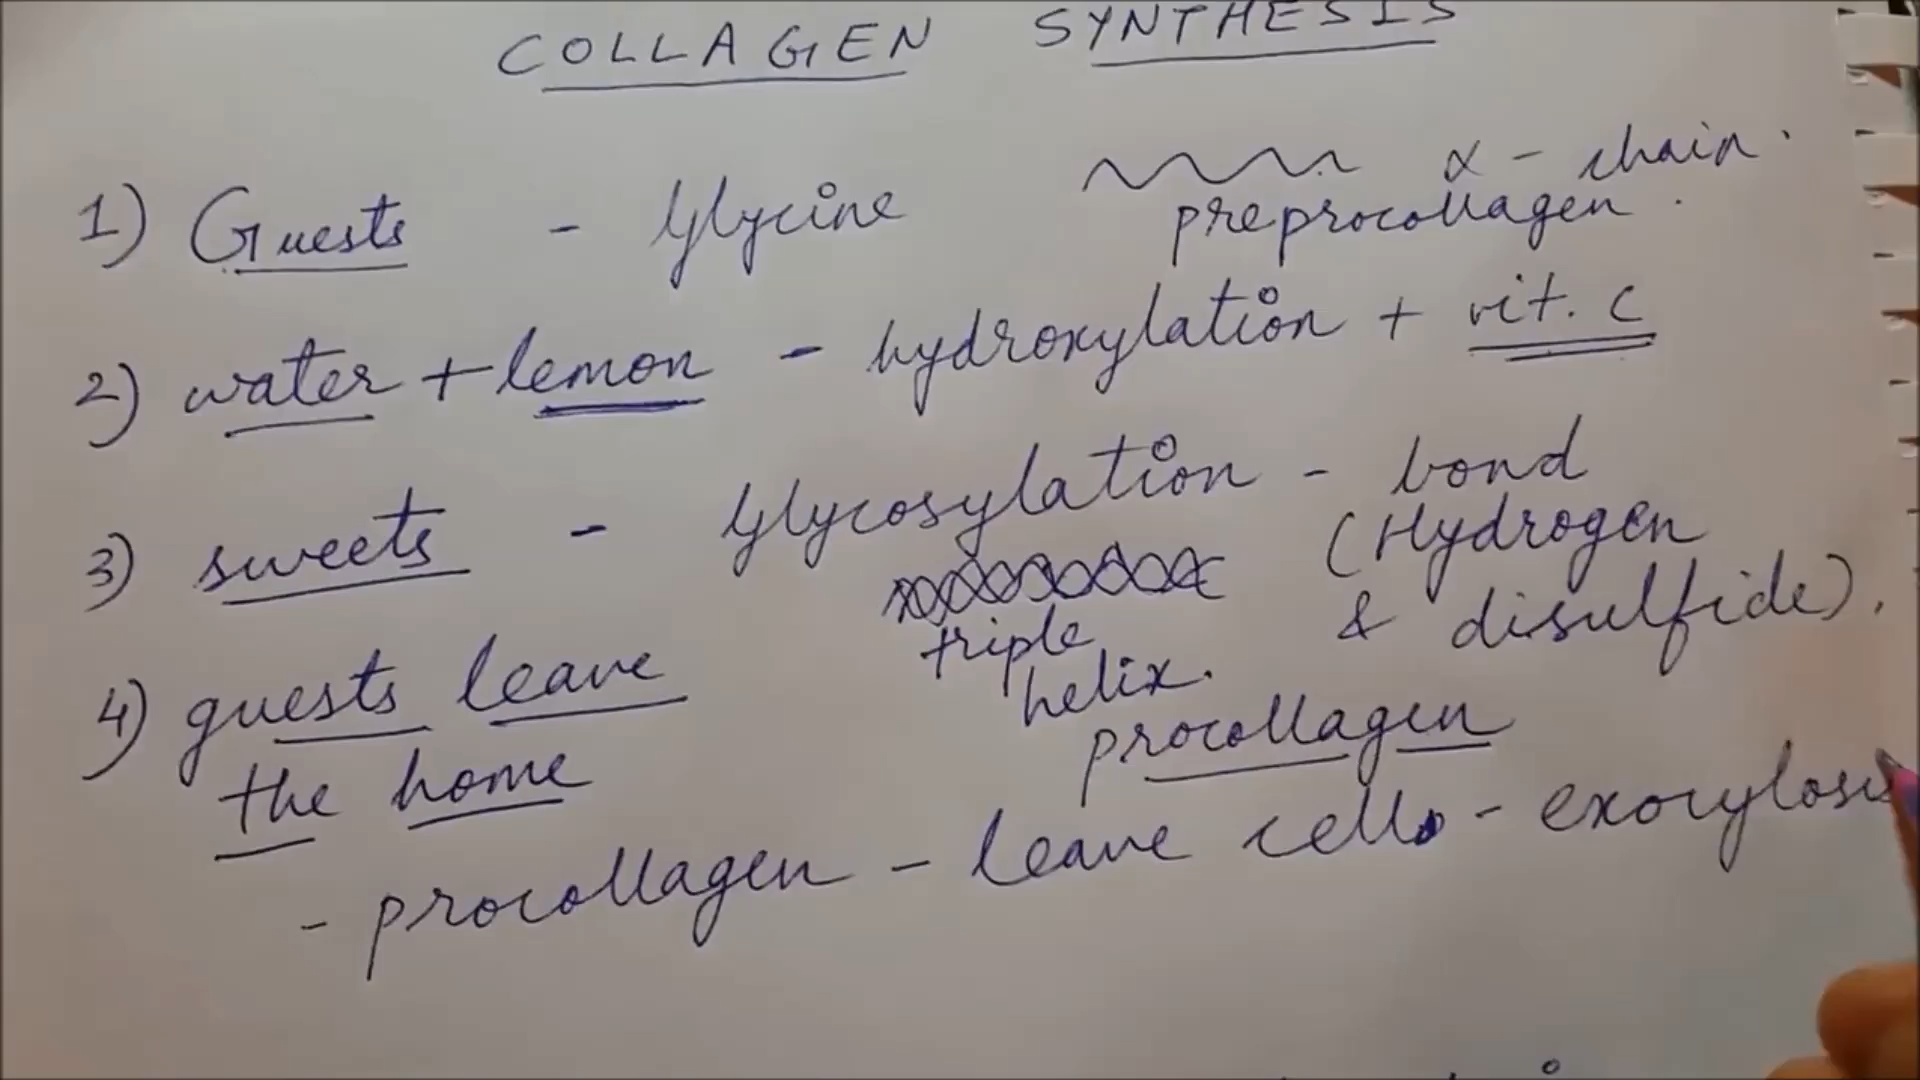 COLLAGEN SYNTHESIS
1) Guests - Glycine α - chain.
preprocollagen.
2) water + lemon - hydroxylation + vit. C
3) sweets - Glycosylation - bond
(Hydrogen
& disulfide).
triple
helix.
procollagen
4) guests leave
the home
- procollagen - leave cell - exocytosis